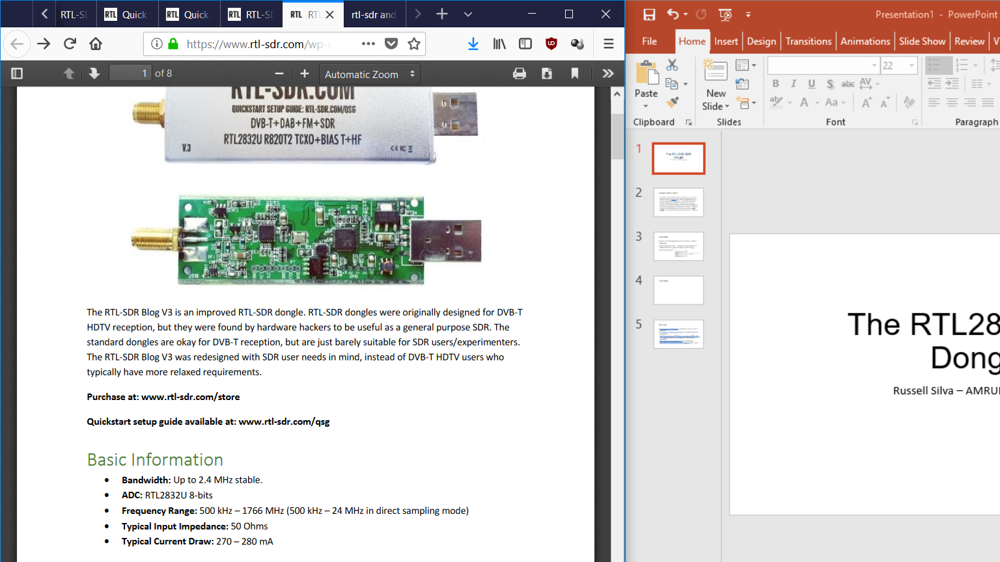 RTL-SD
RTL Quick
RTL Quick
RTL RTL-SD
RTL RT
rtl-sdr and
https://www.rtl-sdr.com/wp-c
1 of 8
Automatic Zoom
RTL-SDR.COM
QUICKSTART SETUP GUIDE: RTL-SDR.COM/QSG
DVB-T+DAB+FM+SDR
RTL2832U R820T2 TCXO+BIAS T+HF
V.3
2016
The RTL-SDR Blog V3 is an improved RTL-SDR dongle. RTL-SDR dongles were originally designed for DVB-T
HDTV reception, but they were found by hardware hackers to be useful as a general purpose SDR. The
standard dongles are okay for DVB-T reception, but are just barely suitable for SDR users/experimenters.
The RTL-SDR Blog V3 was redesigned with SDR user needs in mind, instead of DVB-T HDTV users who
typically have more relaxed requirements.
Purchase at: www.rtl-sdr.com/store
Quickstart setup guide available at: www.rtl-sdr.com/qsg
Basic Information
• Bandwidth: Up to 2.4 MHz stable.
• ADC: RTL2832U 8-bits
• Frequency Range: 500 kHz – 1766 MHz (500 kHz – 24 MHz in direct sampling mode)
• Typical Input Impedance: 50 Ohms
• Typical Current Draw: 270 – 280 mA
Presentation1 - PowerPoint
File Home Insert Design Transitions Animations Slide Show Review V
22
Paste
New
Slide
B I U S abc AV
A Aa A A
Clipboard Slides Font Paragraph
1
2
3
4
5
The RTL28
Dong
Russell Silva – AMRU